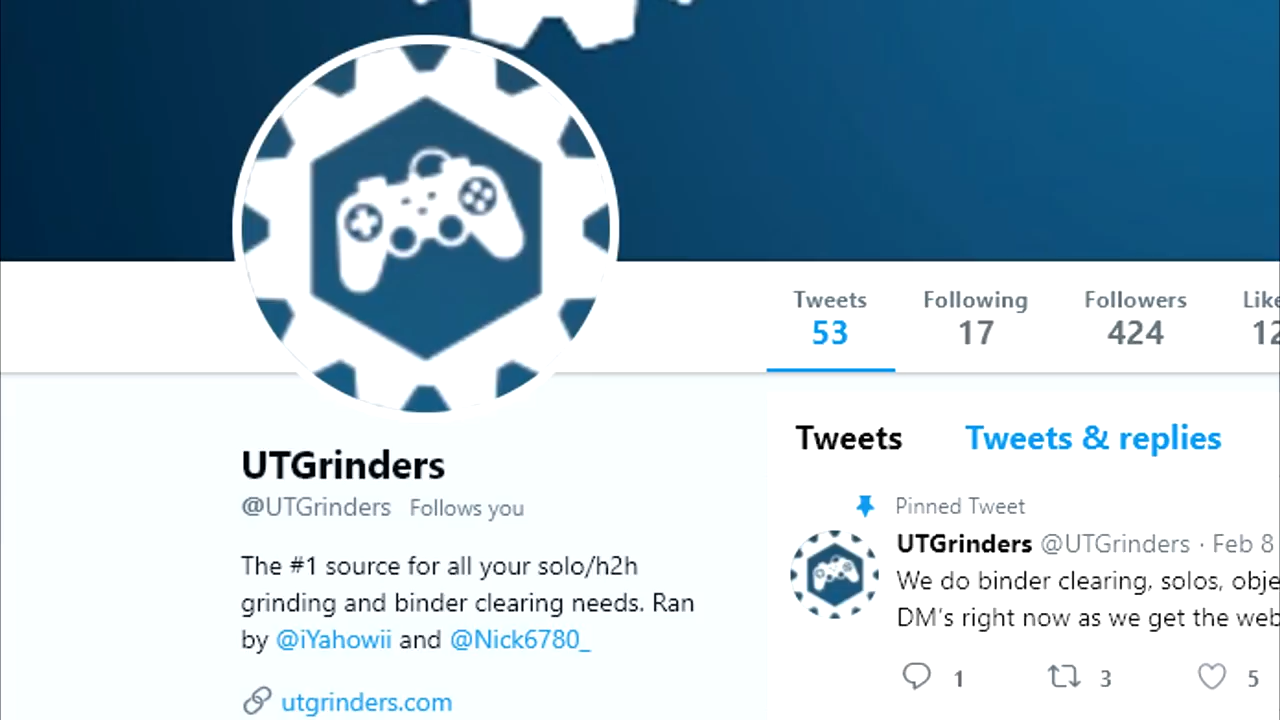 Tweets Following Followers
53 17 424
Tweets Tweets & replies
UTGrinders
@UTGrinders Follows you
The #1 source for all your solo/h2h
grinding and binder clearing needs. Ran
by @iYahowii and @Nick6780_
utgrinders.com
Pinned Tweet
UTGrinders @UTGrinders · Feb 8
We do binder clearing, solos,
DM's right now as we get the
1 3 5